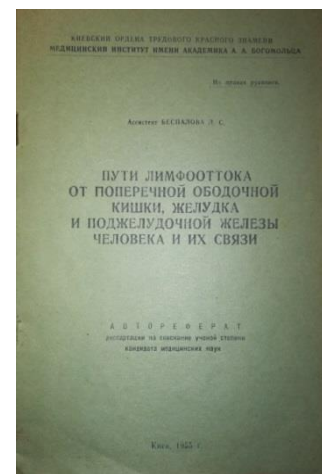 КИЕВСКИЙ ОРДЕНА ТРУДОВОГО КРАСНОГО ЗНАМЕНИ
МЕДИЦИНСКИЙ ИНСТИТУТ ИМЕНИ АКАДЕМИКА А. А. БОГОМОЛЬЦА
На правах рукописи.
Ассистент БЕСПАЛОВА Л. С.
ПУТИ ЛИМФООТТОКА
ОТ ПОПЕРЕЧНОЙ ОБОДОЧНОЙ
КИШКИ, ЖЕЛУДКА
И ПОДЖЕЛУДОЧНОЙ ЖЕЛЕЗЫ
ЧЕЛОВЕКА И ИХ СВЯЗИ
АВТОРЕФЕРАТ
диссертации на соискание ученой степени
кандидата медицинских наук
Киев, 1955 г.